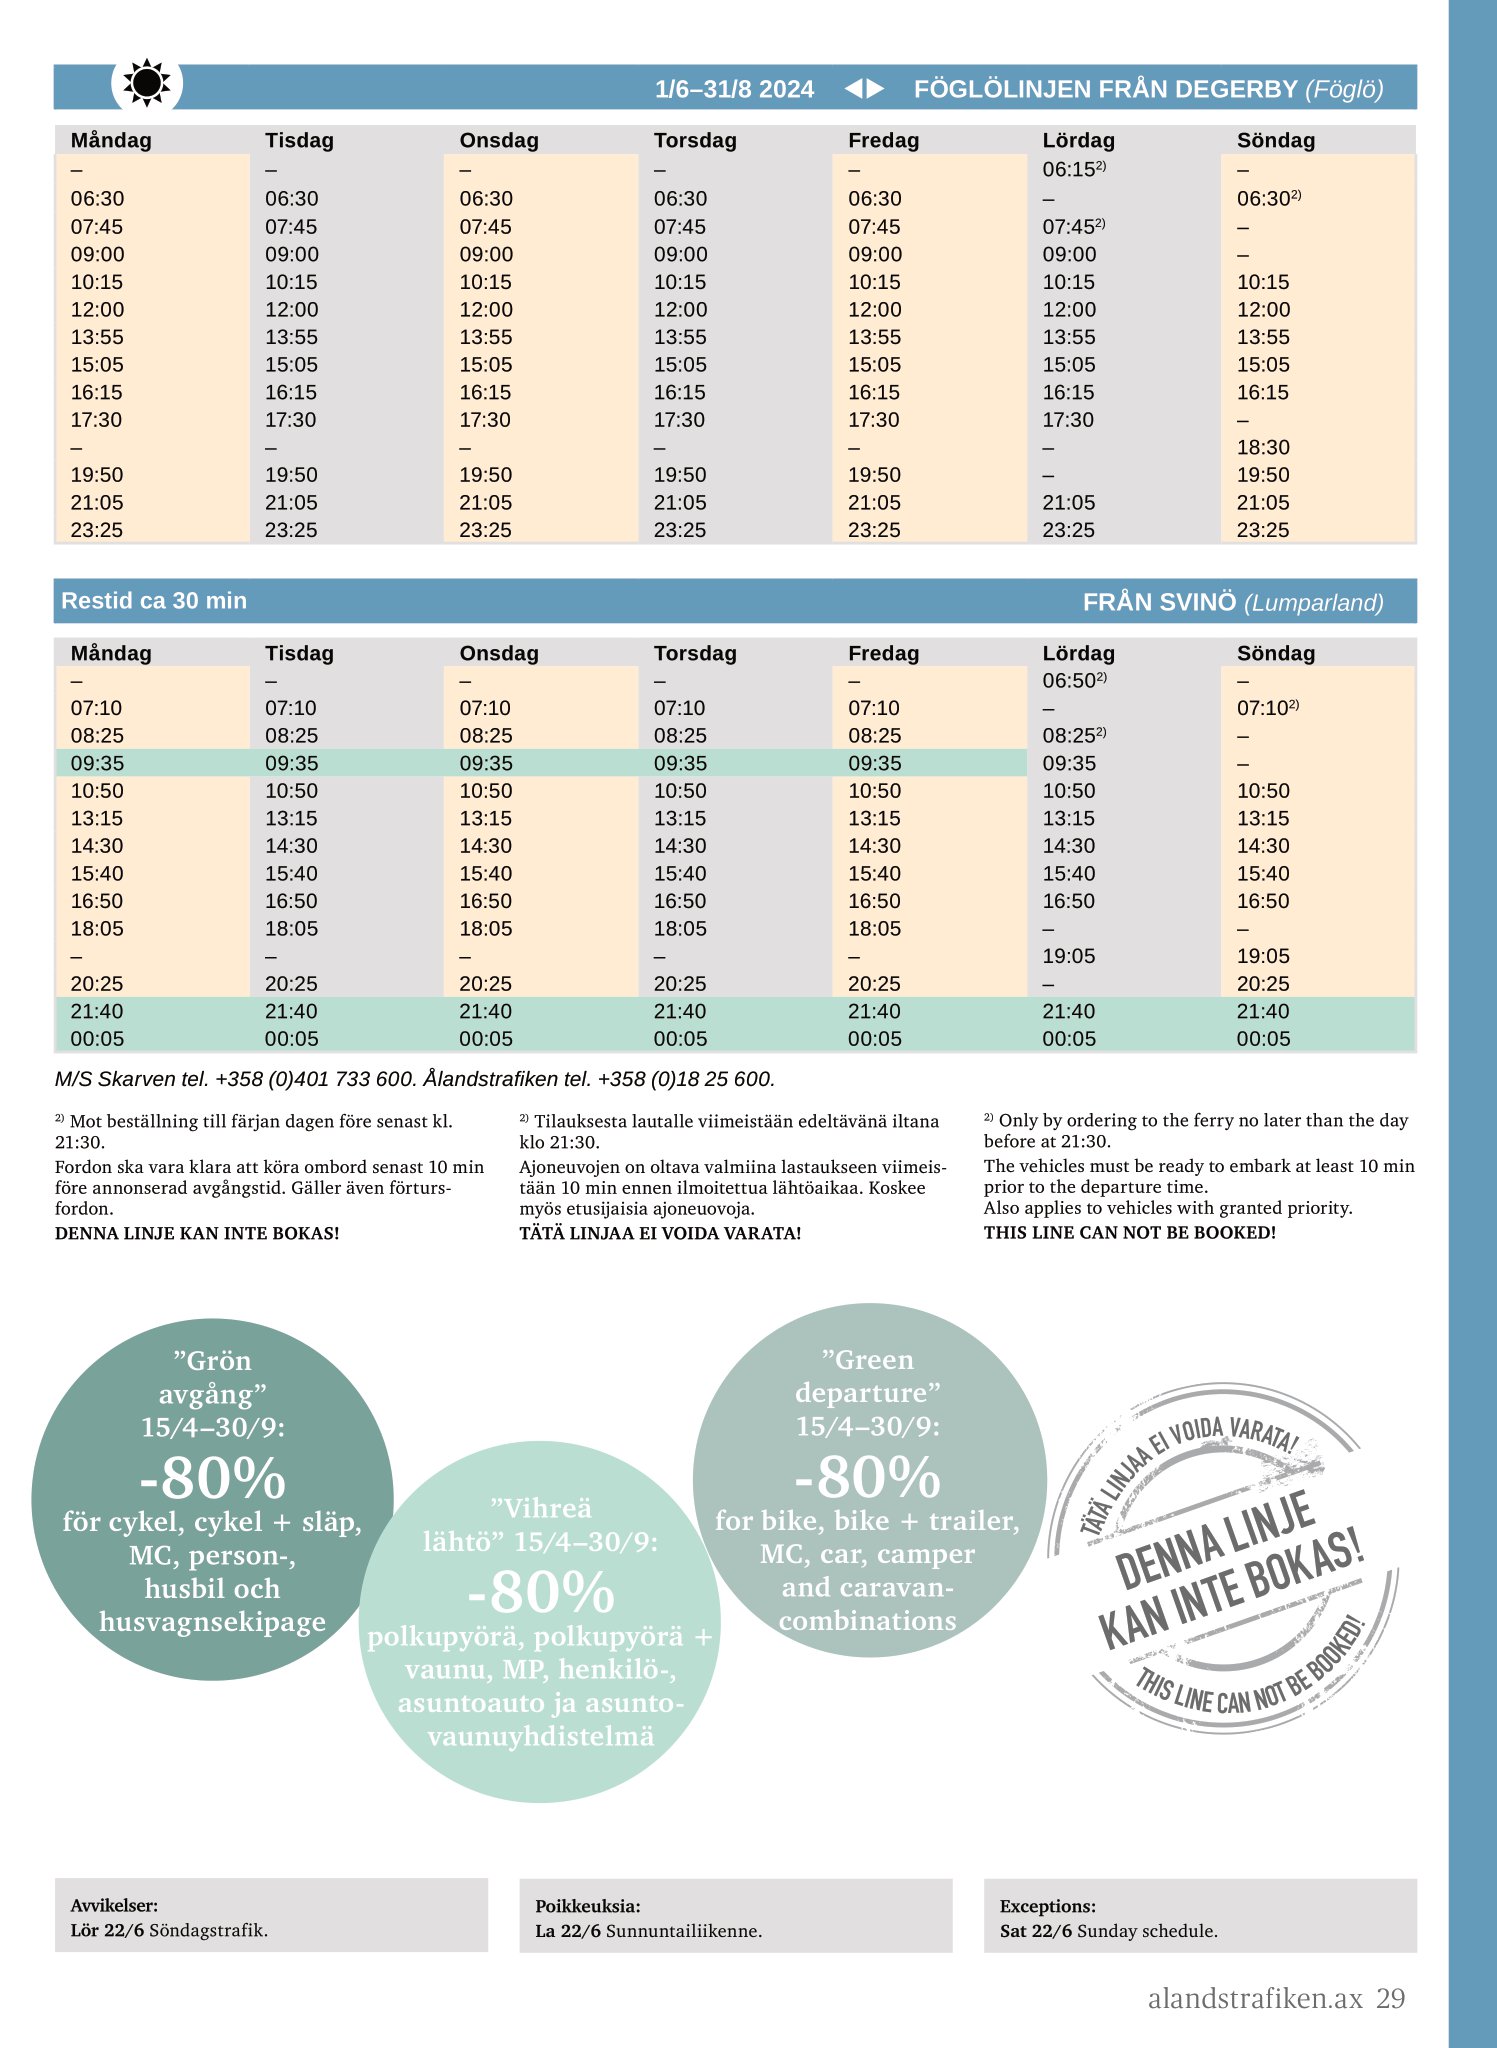 1/6–31/8 2024 ◀▶ FÖGLÖLINJEN FRÅN DEGERBY (Föglö)
Måndag Tisdag Onsdag Torsdag Fredag Lördag Söndag
– – – – – 06:15²⁾ –
06:30 06:30 06:30 06:30 06:30 – 06:30²⁾
07:45 07:45 07:45 07:45 07:45 07:45²⁾ –
09:00 09:00 09:00 09:00 09:00 09:00 –
10:15 10:15 10:15 10:15 10:15 10:15 10:15
12:00 12:00 12:00 12:00 12:00 12:00 12:00
13:55 13:55 13:55 13:55 13:55 13:55 13:55
15:05 15:05 15:05 15:05 15:05 15:05 15:05
16:15 16:15 16:15 16:15 16:15 16:15 16:15
17:30 17:30 17:30 17:30 17:30 17:30 –
– – – – – – 18:30
19:50 19:50 19:50 19:50 19:50 – 19:50
21:05 21:05 21:05 21:05 21:05 21:05 21:05
23:25 23:25 23:25 23:25 23:25 23:25 23:25
Restid ca 30 min FRÅN SVINÖ (Lumparland)
Måndag Tisdag Onsdag Torsdag Fredag Lördag Söndag
– – – – – 06:50²⁾ –
07:10 07:10 07:10 07:10 07:10 – 07:10²⁾
08:25 08:25 08:25 08:25 08:25 08:25²⁾ –
09:35 09:35 09:35 09:35 09:35 09:35 –
10:50 10:50 10:50 10:50 10:50 10:50 10:50
13:15 13:15 13:15 13:15 13:15 13:15 13:15
14:30 14:30 14:30 14:30 14:30 14:30 14:30
15:40 15:40 15:40 15:40 15:40 15:40 15:40
16:50 16:50 16:50 16:50 16:50 16:50 16:50
18:05 18:05 18:05 18:05 18:05 – –
– – – – – 19:05 19:05
20:25 20:25 20:25 20:25 20:25 – 20:25
21:40 21:40 21:40 21:40 21:40 21:40 21:40
00:05 00:05 00:05 00:05 00:05 00:05 00:05
M/S Skarven tel. +358 (0)401 733 600. Ålandstrafiken tel. +358 (0)18 25 600.
²⁾ Mot beställning till färjan dagen före senast kl.
21:30.
Fordon ska vara klara att köra ombord senast 10 min
före annonserad avgångstid. Gäller även förturs-
fordon.
DENNA LINJE KAN INTE BOKAS!
²⁾ Tilauksesta lautalle viimeistään edeltävänä iltana
klo 21:30.
Ajoneuvojen on oltava valmiina lastaukseen viimeis-
tään 10 min ennen ilmoitettua lähtöaikaa. Koskee
myös etusijaisia ajoneuovoja.
TÄTÄ LINJAA EI VOIDA VARATA!
²⁾ Only by ordering to the ferry no later than the day
before at 21:30.
The vehicles must be ready to embark at least 10 min
prior to the departure time.
Also applies to vehicles with granted priority.
THIS LINE CAN NOT BE BOOKED!
”Grön
avgång”
15/4–30/9:
-80%
för cykel, cykel + släp,
MC, person-,
husbil och
husvagnsekipage
”Vihreä
lähtö” 15/4–30/9:
-80%
polkupyörä, polkupyörä +
vaunu, MP, henkilö-,
asuntoauto ja asunto-
vaunuyhdistelmä
”Green
departure”
15/4–30/9:
-80%
for bike, bike + trailer,
MC, car, camper
and caravan-
combinations
TÄTÄ LINJAA EI VOIDA VARATA!
DENNA LINJE
KAN INTE BOKAS!
THIS LINE CAN NOT BE BOOKED!
Avvikelser:
Lör 22/6 Söndagstrafik.
Poikkeuksia:
La 22/6 Sunnuntailiikenne.
Exceptions:
Sat 22/6 Sunday schedule.
alandstrafiken.ax 29